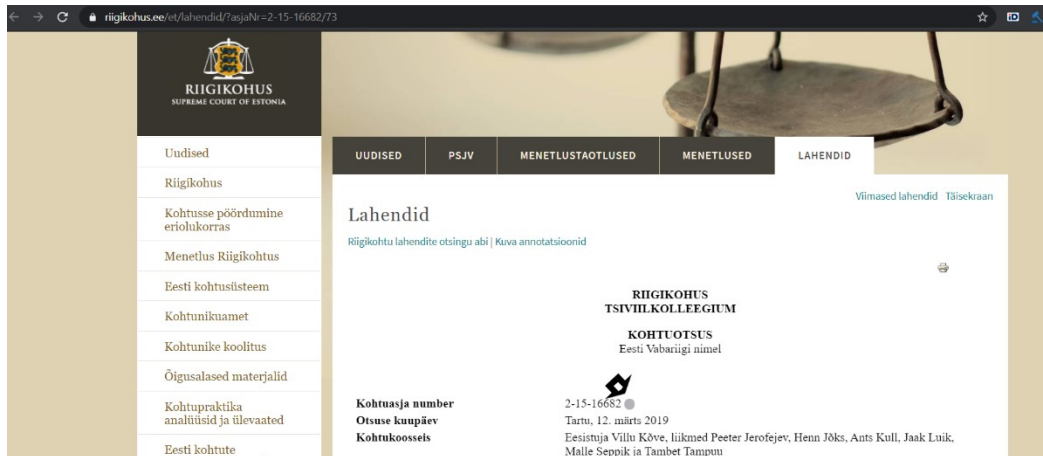 riigikohus.ee/et/lahendid/?asjaNr=2-15-16682/73
RIIGIKOHUS
SUPREME COURT OF ESTONIA
Uudised
Riigikohus
Kohtusse pöördumine
eriolukorras
Menetlus Riigikohtus
Eesti kohtusüsteem
Kohtunikuamet
Kohtunike koolitus
Õigusalased materjalid
Kohtupraktika
analüüsid ja ülevaated
Eesti kohtute
UUDISED PSJV MENETLUSTAOTLUSED MENETLUSED LAHENDID
Viimased lahendid Täisekraan
Lahendid
Riigikohtu lahendite otsingu abi | Kuva annotatsioonid
RIIGIKOHUS
TSIVIILKOLLEEGIUM
KOHTUOTSUS
Eesti Vabariigi nimel
Kohtuasja number 2-15-16682
Otsuse kuupäev Tartu, 12. märts 2019
Kohtukoosseis Eesistuja Villu Kõve, liikmed Peeter Jerofejev, Henn Jõks, Ants Kull, Jaak Luik,
Malle Seppik ja Tambet Tampuu